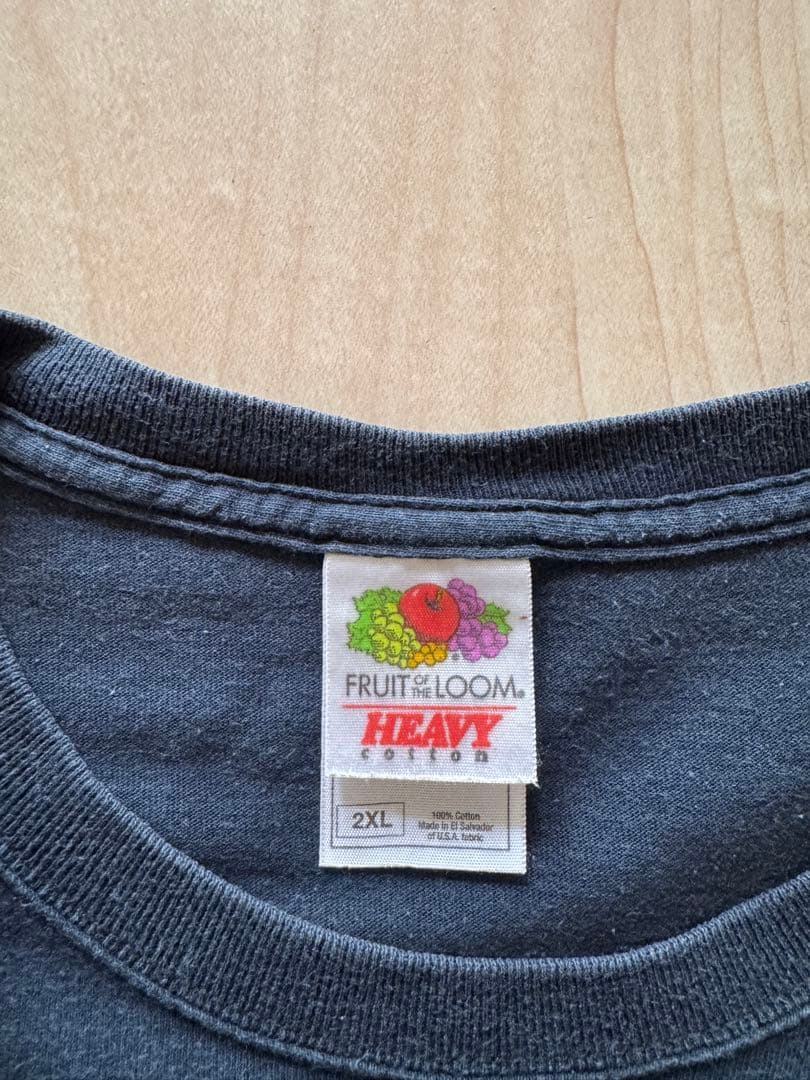 FRUIT OF THE LOOM®
HEAVY
cotton
2XL
100% Cotton
Made in El Salvador
of U.S.A. fabric